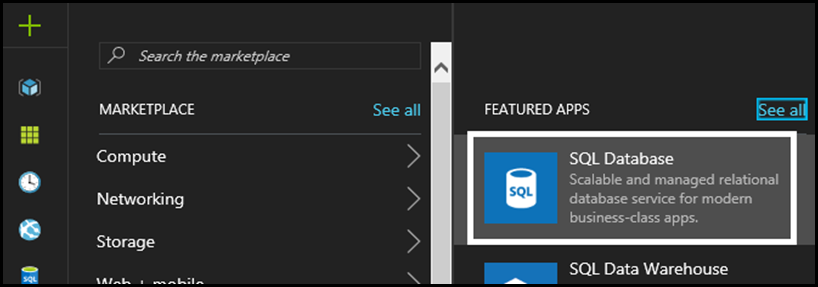 Search the marketplace
MARKETPLACE
See all
Compute
Networking
Storage
Web + mobile
FEATURED APPS
See all
SQL
SQL Database
Scalable and managed relational
database service for modern
business-class apps.
SQL Data Warehouse
SQL